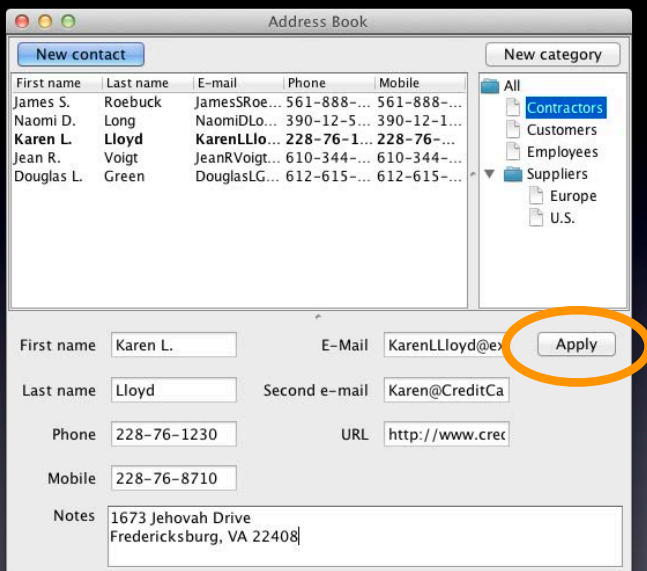 Address Book
New contact
New category
First name Last name E-mail Phone Mobile
James S. Roebuck JamesSRoe... 561-888-... 561-888-...
Naomi D. Long NaomiDLo... 390-12-5... 390-12-1...
Karen L. Lloyd KarenLLlo... 228-76-1... 228-76-...
Jean R. Voigt JeanRVoigt... 610-344-... 610-344-...
Douglas L. Green DouglasLG... 612-615-... 612-615-...
All
Contractors
Customers
Employees
Suppliers
Europe
U.S.
First name Karen L. E-Mail KarenLLloyd@ex Apply
Last name Lloyd Second e-mail Karen@CreditCa
Phone 228-76-1230 URL http://www.cred
Mobile 228-76-8710
Notes 1673 Jehovah Drive
Fredericksburg, VA 22408